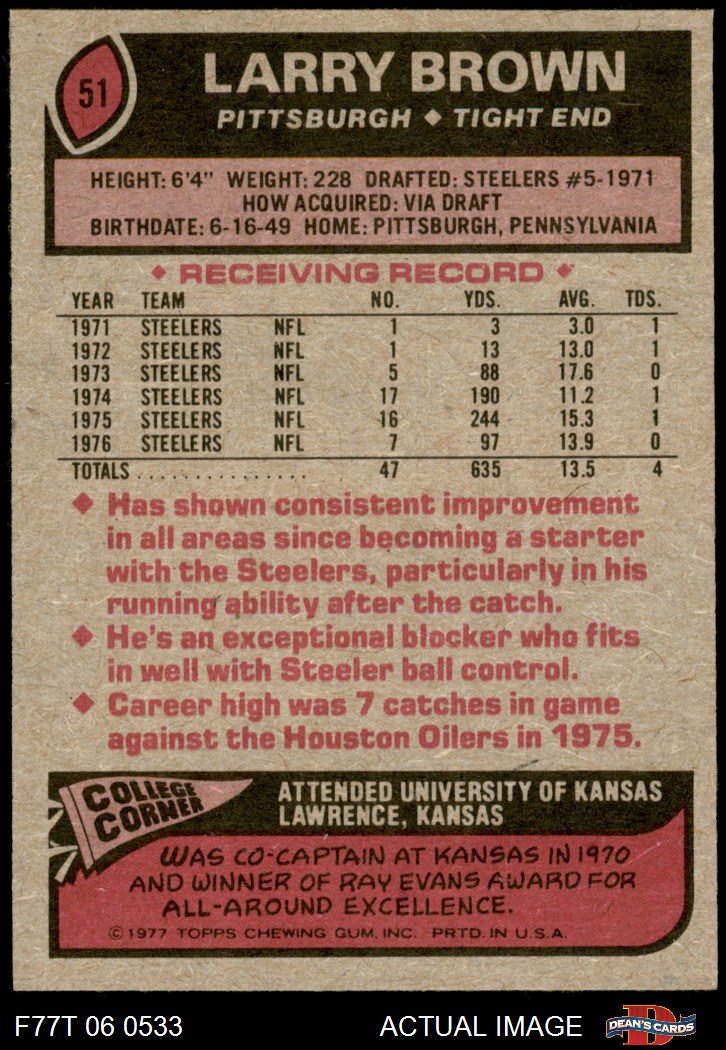 51
LARRY BROWN
PITTSBURGH ◆ TIGHT END
HEIGHT: 6'4" WEIGHT: 228 DRAFTED: STEELERS #5-1971
HOW ACQUIRED: VIA DRAFT
BIRTHDATE: 6-16-49 HOME: PITTSBURGH, PENNSYLVANIA
◆ RECEIVING RECORD ◆
YEAR TEAM NO. YDS. AVG. TDS.
1971 STEELERS NFL 1 3 3.0 1
1972 STEELERS NFL 1 13 13.0 1
1973 STEELERS NFL 5 88 17.6 0
1974 STEELERS NFL 17 190 11.2 1
1975 STEELERS NFL 16 244 15.3 1
1976 STEELERS NFL 7 97 13.9 0
TOTALS ............... 47 635 13.5 4
◆ Has shown consistent improvement
in all areas since becoming a starter
with the Steelers, particularly in his
running ability after the catch.
◆ He's an exceptional blocker who fits
in well with Steeler ball control.
◆ Career high was 7 catches in game
against the Houston Oilers in 1975.
COLLEGE
CORNER
ATTENDED UNIVERSITY OF KANSAS
LAWRENCE, KANSAS
WAS CO-CAPTAIN AT KANSAS IN 1970
AND WINNER OF RAY EVANS AWARD FOR
ALL-AROUND EXCELLENCE.
© 1977 TOPPS CHEWING GUM, INC. PRTD. IN U.S.A.
F77T 06 0533 ACTUAL IMAGE
D
DEAN'S CARDS